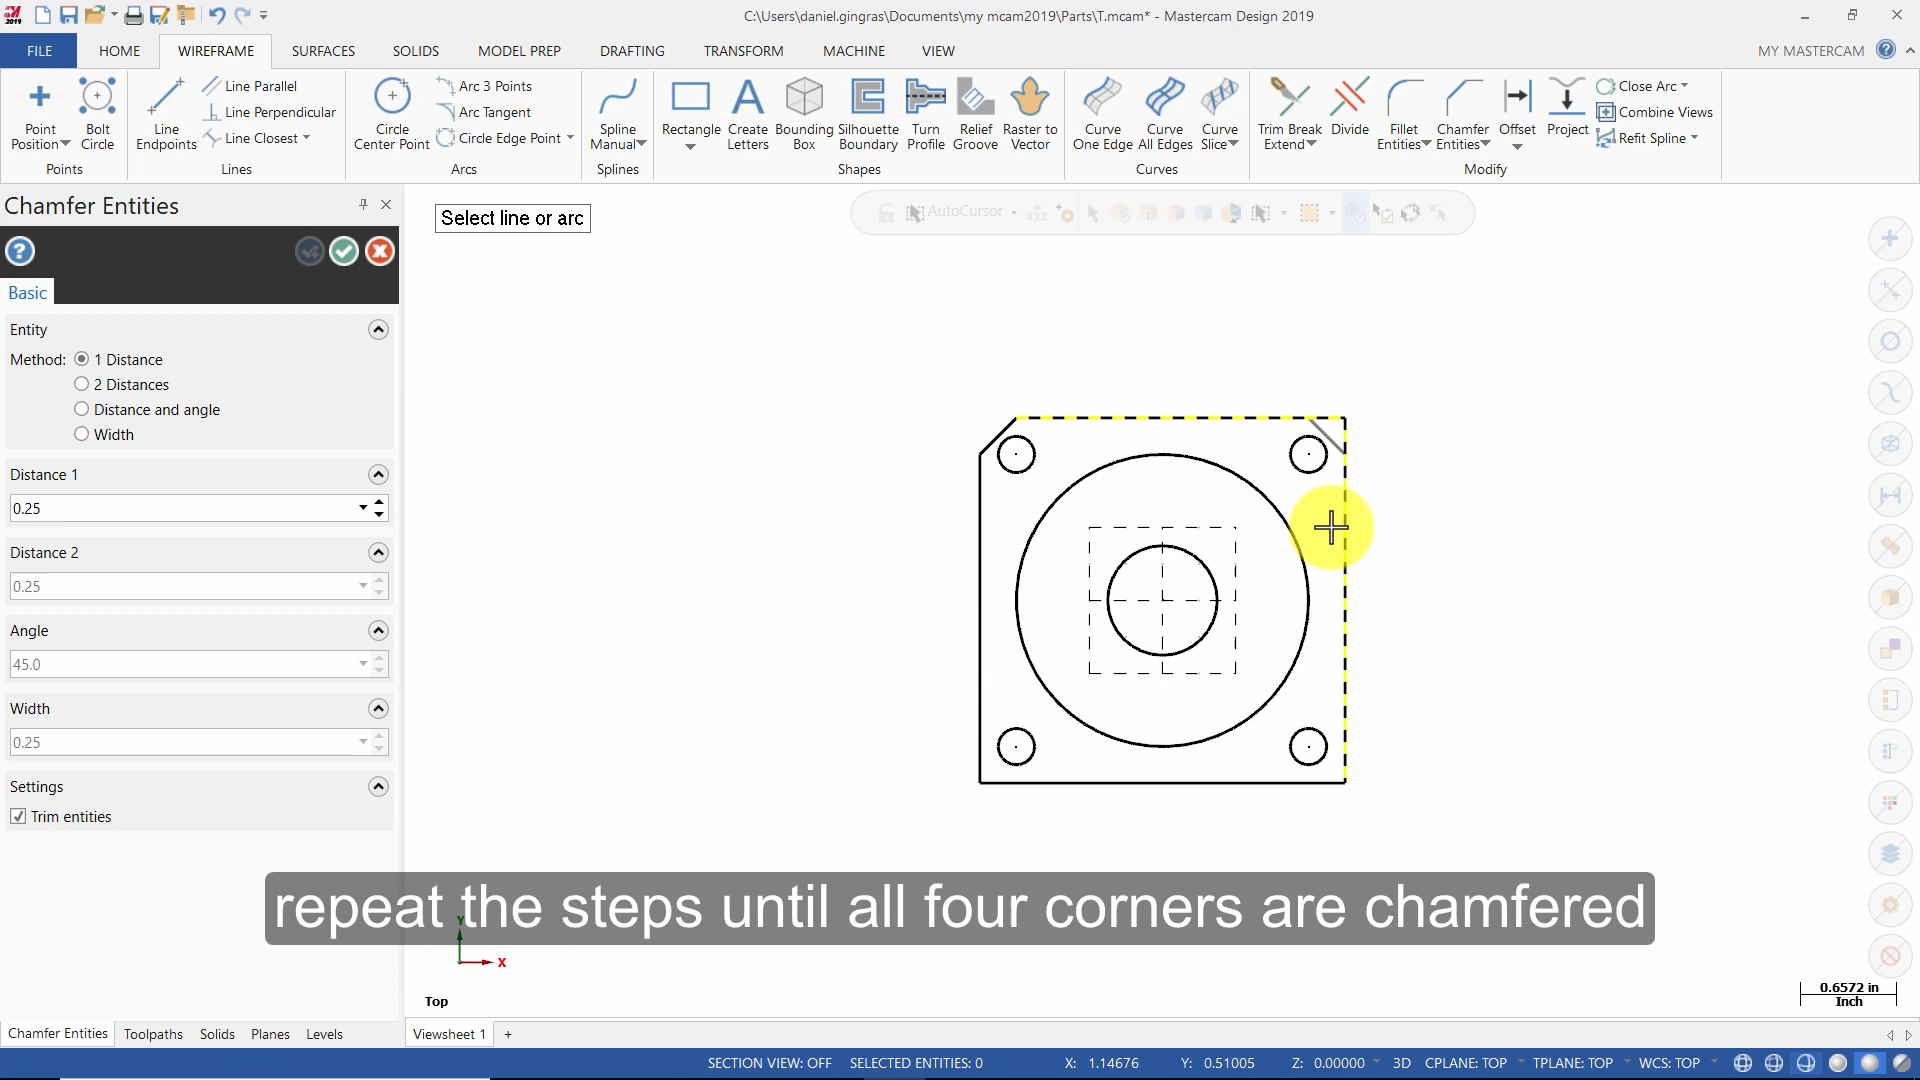 2019
C:\Users\daniel.gingras\Documents\my mcam2019\Parts\T.mcam* - Mastercam Design 2019
FILE
HOME
WIREFRAME
SURFACES
SOLIDS
MODEL PREP
DRAFTING
TRANSFORM
MACHINE
VIEW
MY MASTERCAM
Point
Position
Bolt
Circle
Points
Line
Endpoints
Line Parallel
Line Perpendicular
Line Closest
Lines
Circle
Center Point
Arc 3 Points
Arc Tangent
Circle Edge Point
Arcs
Spline
Manual
Splines
Rectangle
Create
Letters
Bounding
Box
Silhouette
Boundary
Turn
Profile
Relief
Groove
Raster to
Vector
Shapes
Curve
One Edge
Curve
All Edges
Curve
Slice
Curves
Trim Break
Extend
Divide
Fillet
Entities
Chamfer
Entities
Offset
Project
Close Arc
Combine Views
Refit Spline
Modify
Chamfer Entities
Basic
Entity
Method:
1 Distance
2 Distances
Distance and angle
Width
Distance 1
0.25
Distance 2
0.25
Angle
45.0
Width
0.25
Settings
Trim entities
Select line or arc
AutoCursor
XYZ
repeat the steps until all four corners are chamfered
Y
X
Top
0.6572 in
Inch
Chamfer Entities
Toolpaths
Solids
Planes
Levels
Viewsheet 1
+
SECTION VIEW: OFF
SELECTED ENTITIES: 0
X: 1.14676
Y: 0.51005
Z: 0.00000
3D
CPLANE: TOP
TPLANE: TOP
WCS: TOP